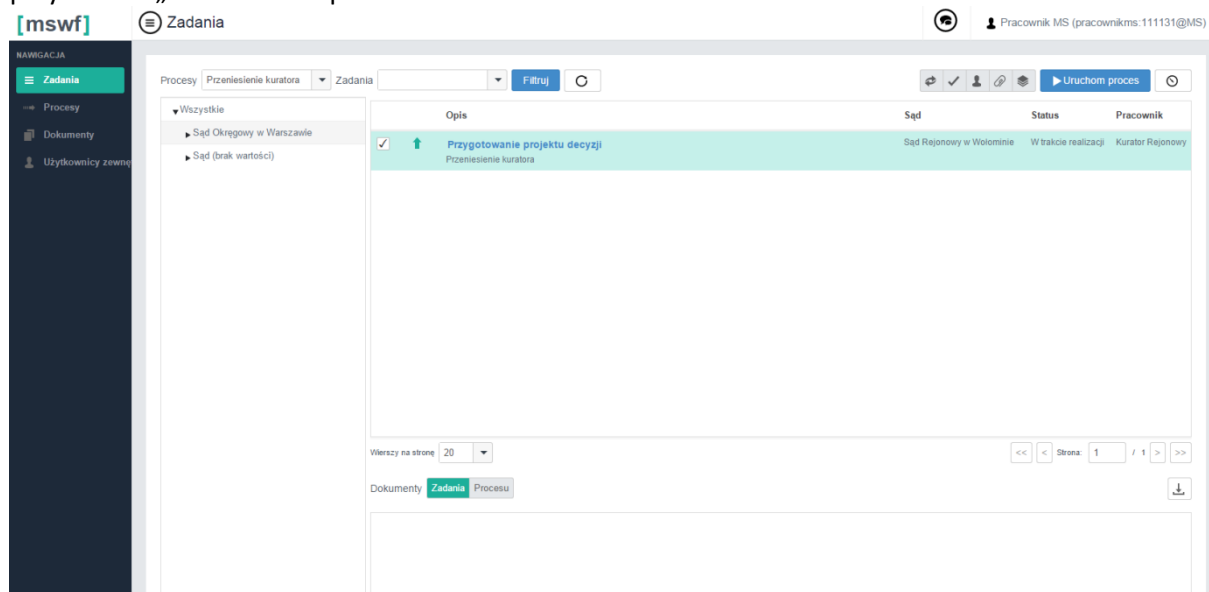 [mswf]
Zadania
Pracownik MS (pracownikms:111131@MS)
NAWIGACJA
Zadania
Procesy
Dokumenty
Użytkownicy zewnę
Procesy Przeniesienie kuratora Zadania Filtruj Uruchom proces
Wszystkie
Sąd Okręgowy w Warszawie
Sąd (brak wartości)
Opis Sąd Status Pracownik
Przygotowanie projektu decyzji Sąd Rejonowy w Wołominie W trakcie realizacji Kurator Rejonowy
Przeniesienie kuratora
Wierszy na stronę 20 << < Strona: 1 / 1 > >>
Dokumenty Zadania Procesu